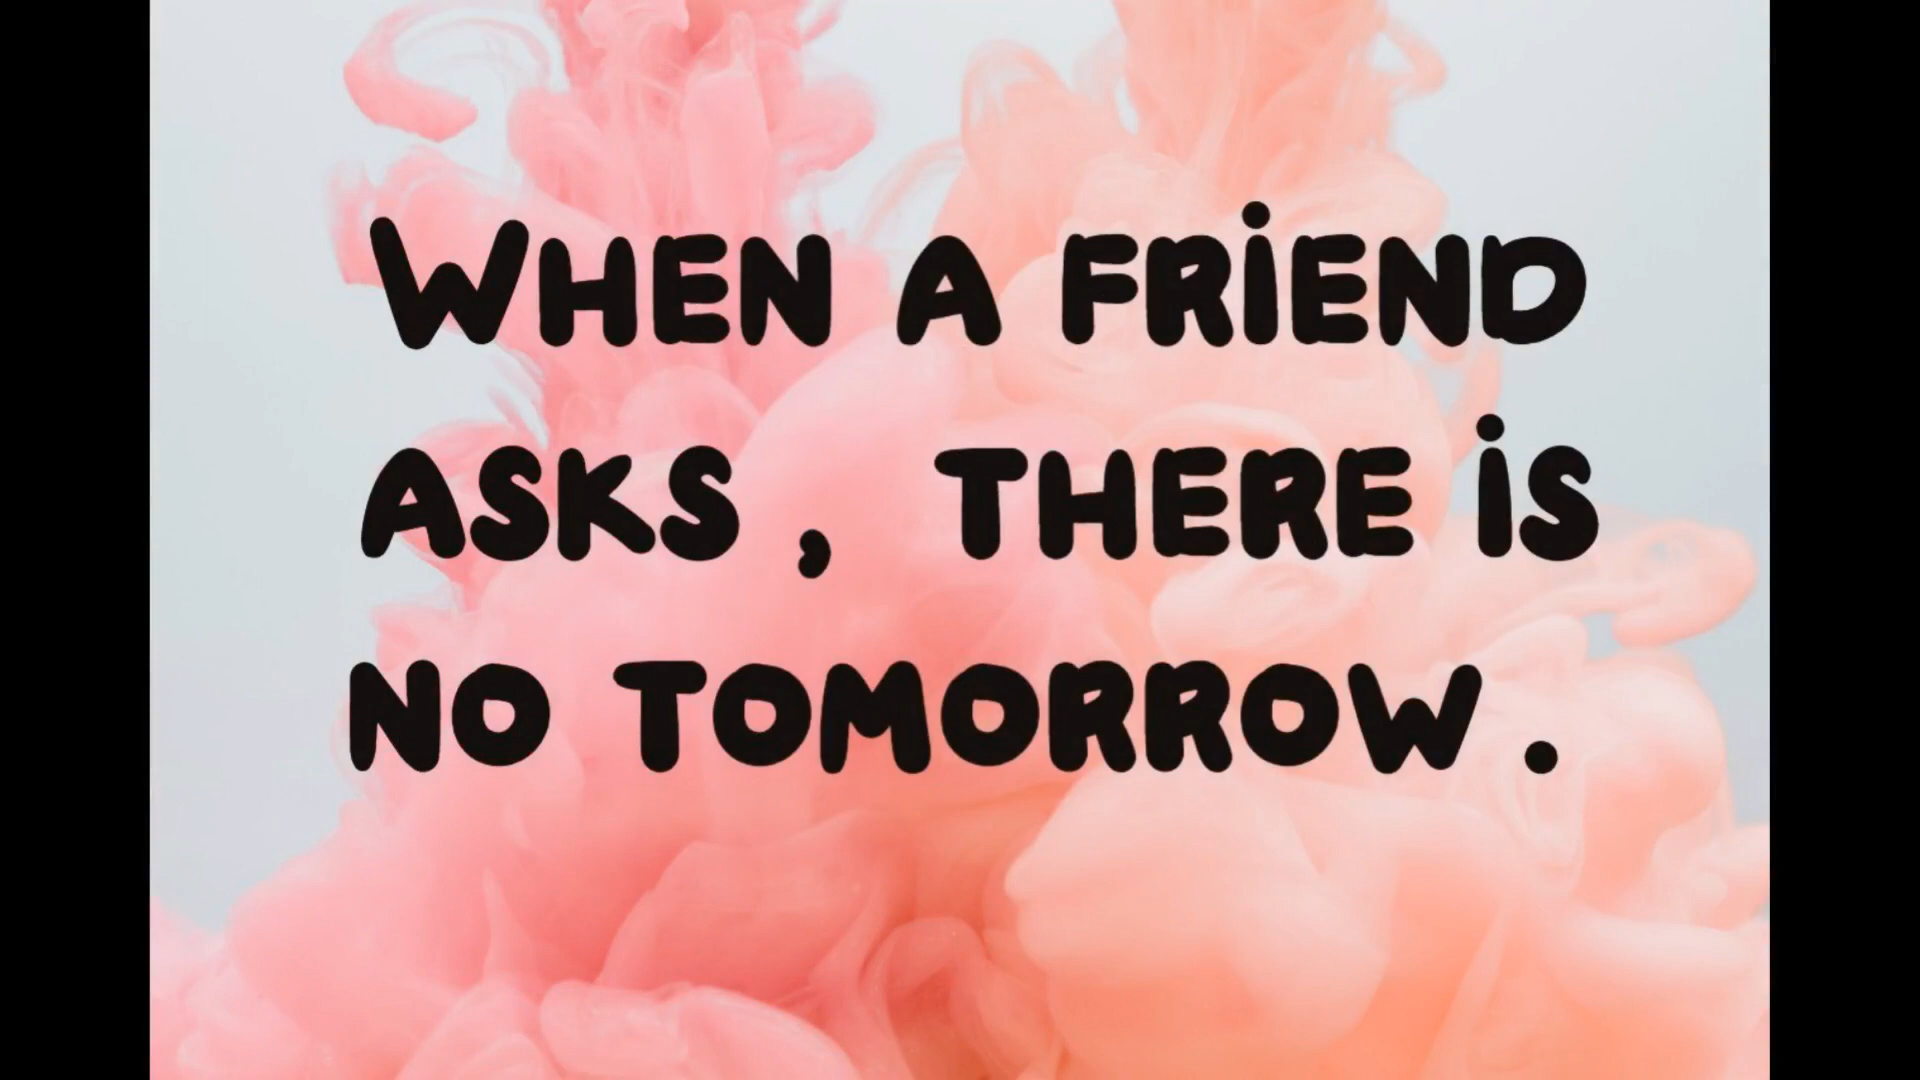 WHEN A FRIEND
ASKS , THERE IS
NO TOMORROW .